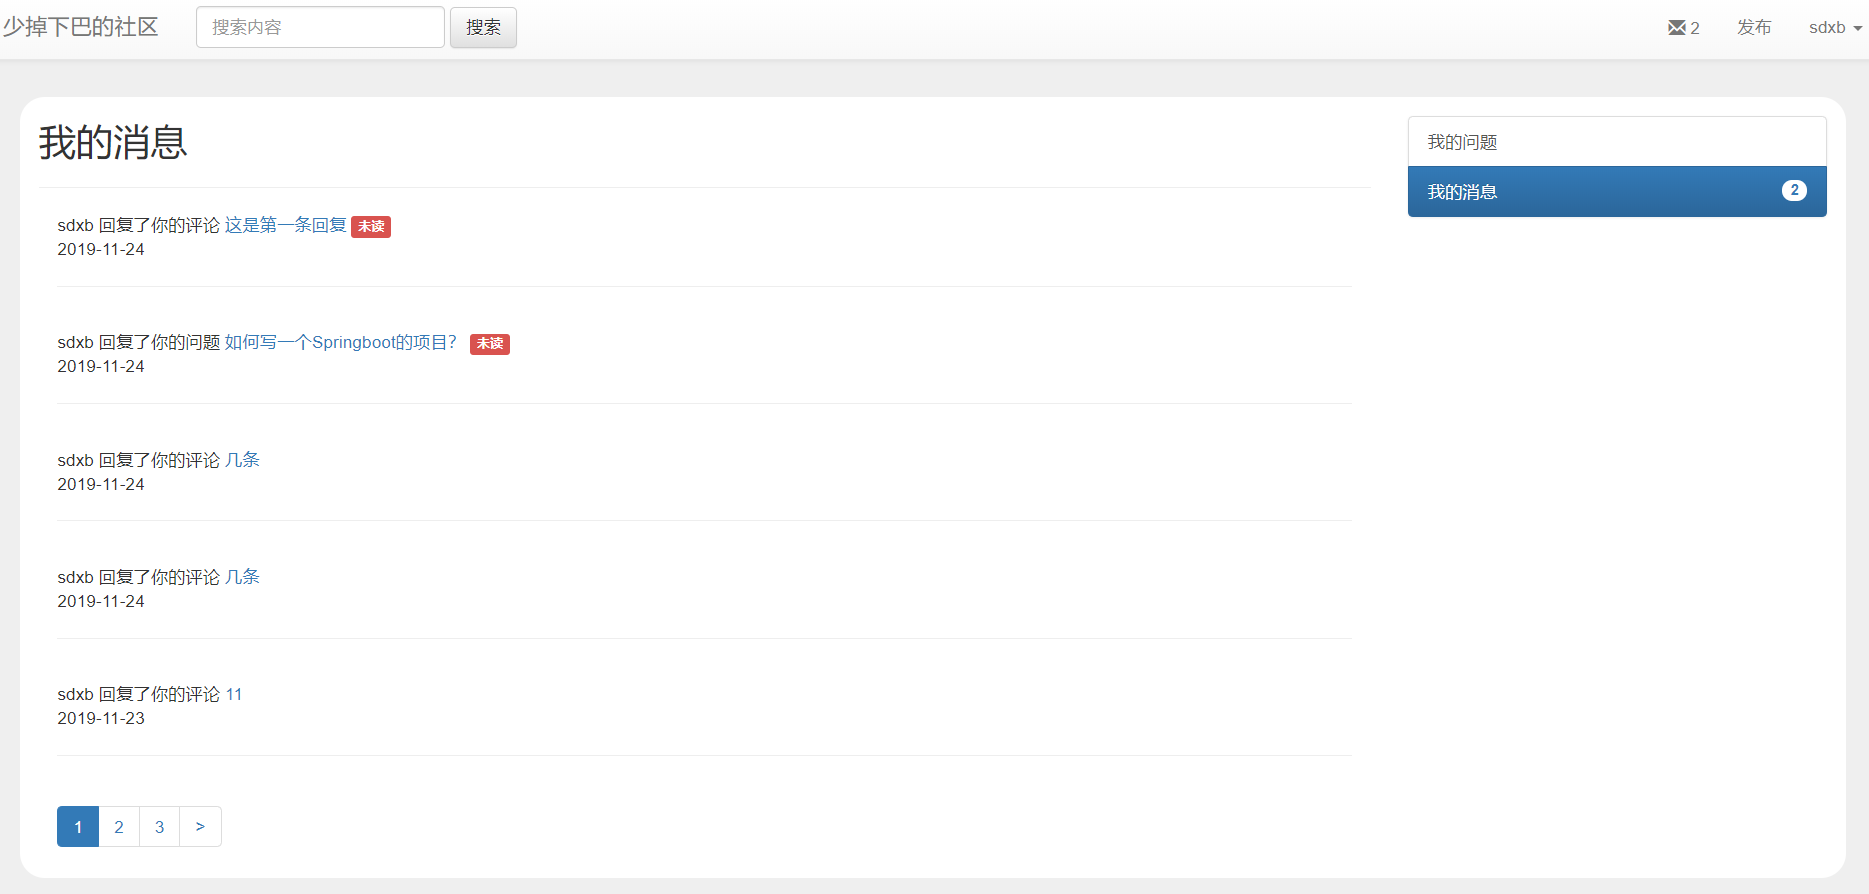 少掉下巴的社区 搜索内容 搜索 2 发布 sdxb
我的消息
我的问题
我的消息 2
sdxb 回复了你的评论 这是第一条回复 未读
2019-11-24
sdxb 回复了你的问题 如何写一个Springboot的项目? 未读
2019-11-24
sdxb 回复了你的评论 几条
2019-11-24
sdxb 回复了你的评论 几条
2019-11-24
sdxb 回复了你的评论 11
2019-11-23
1 2 3 >